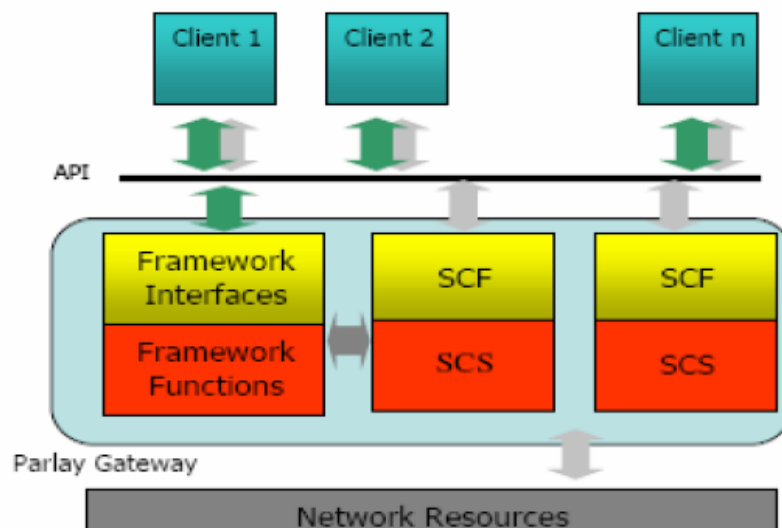 Client 1
Client 2
Client n
API
Framework
Interfaces
SCF
SCF
Framework
Functions
SCS
SCS
Parlay Gateway
Network Resources